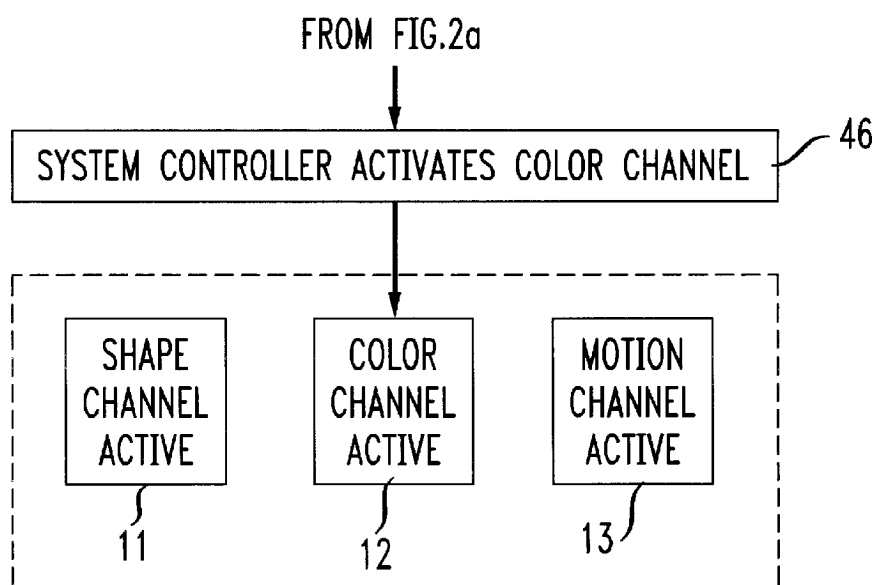 FROM FIG.2a
SYSTEM CONTROLLER ACTIVATES COLOR CHANNEL
46
SHAPE
CHANNEL
ACTIVE
11
COLOR
CHANNEL
ACTIVE
12
MOTION
CHANNEL
ACTIVE
13